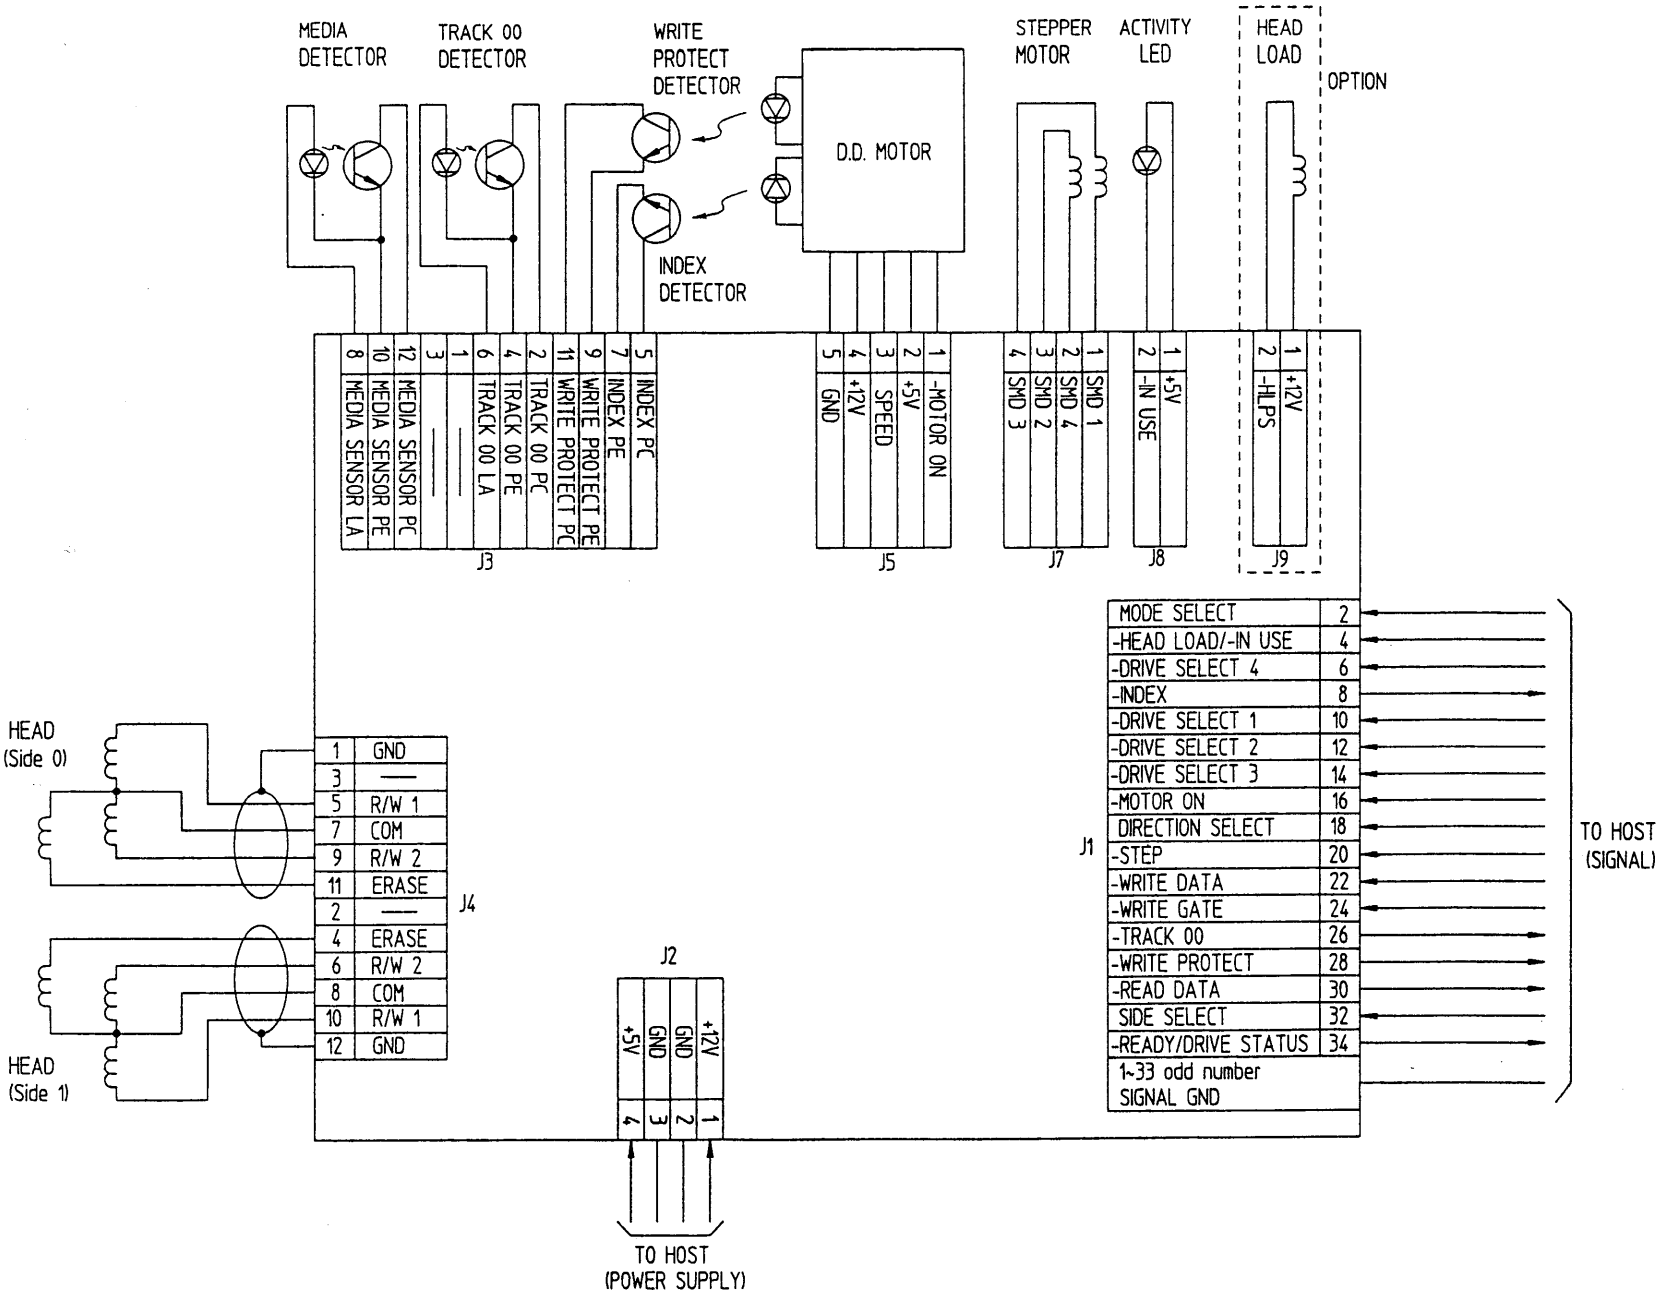 MEDIA
DETECTOR
TRACK 00
DETECTOR
WRITE
PROTECT
DETECTOR
D.D. MOTOR
STEPPER
MOTOR
ACTIVITY
LED
HEAD
LOAD
OPTION
INDEX
DETECTOR
8 MEDIA SENSOR LA
10 MEDIA SENSOR PE
12 MEDIA SENSOR PC
3 ——
1 ——
6 TRACK 00 LA
4 TRACK 00 PE
2 TRACK 00 PC
11 WRITE PROTECT PC
9 WRITE PROTECT PE
7 INDEX PE
5 INDEX PC
J3
5 GND
4 +12V
3 SPEED
2 +5V
1 -MOTOR ON
J5
4 SMD 3
3 SMD 2
2 SMD 4
1 SMD 1
J7
2 -IN USE
1 +5V
J8
2 -HLPS
1 +12V
J9
MODE SELECT 2
-HEAD LOAD/-IN USE 4
-DRIVE SELECT 4 6
-INDEX 8
-DRIVE SELECT 1 10
-DRIVE SELECT 2 12
-DRIVE SELECT 3 14
-MOTOR ON 16
DIRECTION SELECT 18
-STEP 20
-WRITE DATA 22
-WRITE GATE 24
-TRACK 00 26
-WRITE PROTECT 28
-READ DATA 30
SIDE SELECT 32
-READY/DRIVE STATUS 34
1~33 odd number
SIGNAL GND
J1
TO HOST
(SIGNAL)
HEAD
(Side 0)
1 GND
3 ——
5 R/W 1
7 COM
9 R/W 2
11 ERASE
2 ——
4 ERASE
6 R/W 2
8 COM
10 R/W 1
12 GND
J4
HEAD
(Side 1)
J2
+5V 4
GND 3
GND 2
+12V 1
TO HOST
(POWER SUPPLY)